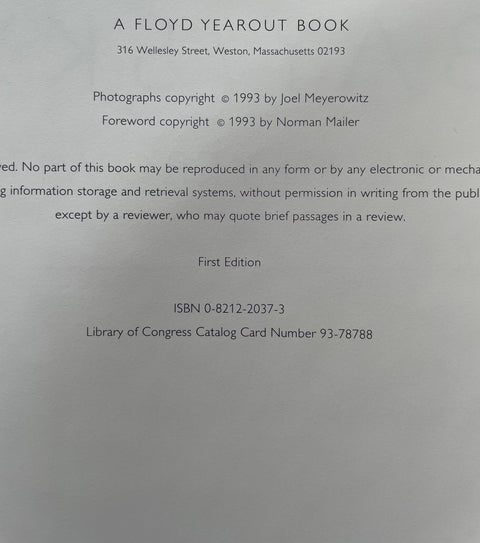 A FLOYD YEAROUT BOOK
316 Wellesley Street, Weston, Massachusetts 02193
Photographs copyright © 1993 by Joel Meyerowitz
Foreword copyright © 1993 by Norman Mailer
ved. No part of this book may be reproduced in any form or by any electronic or mecha
g information storage and retrieval systems, without permission in writing from the publ
except by a reviewer, who may quote brief passages in a review.
First Edition
ISBN 0-8212-2037-3
Library of Congress Catalog Card Number 93-78788